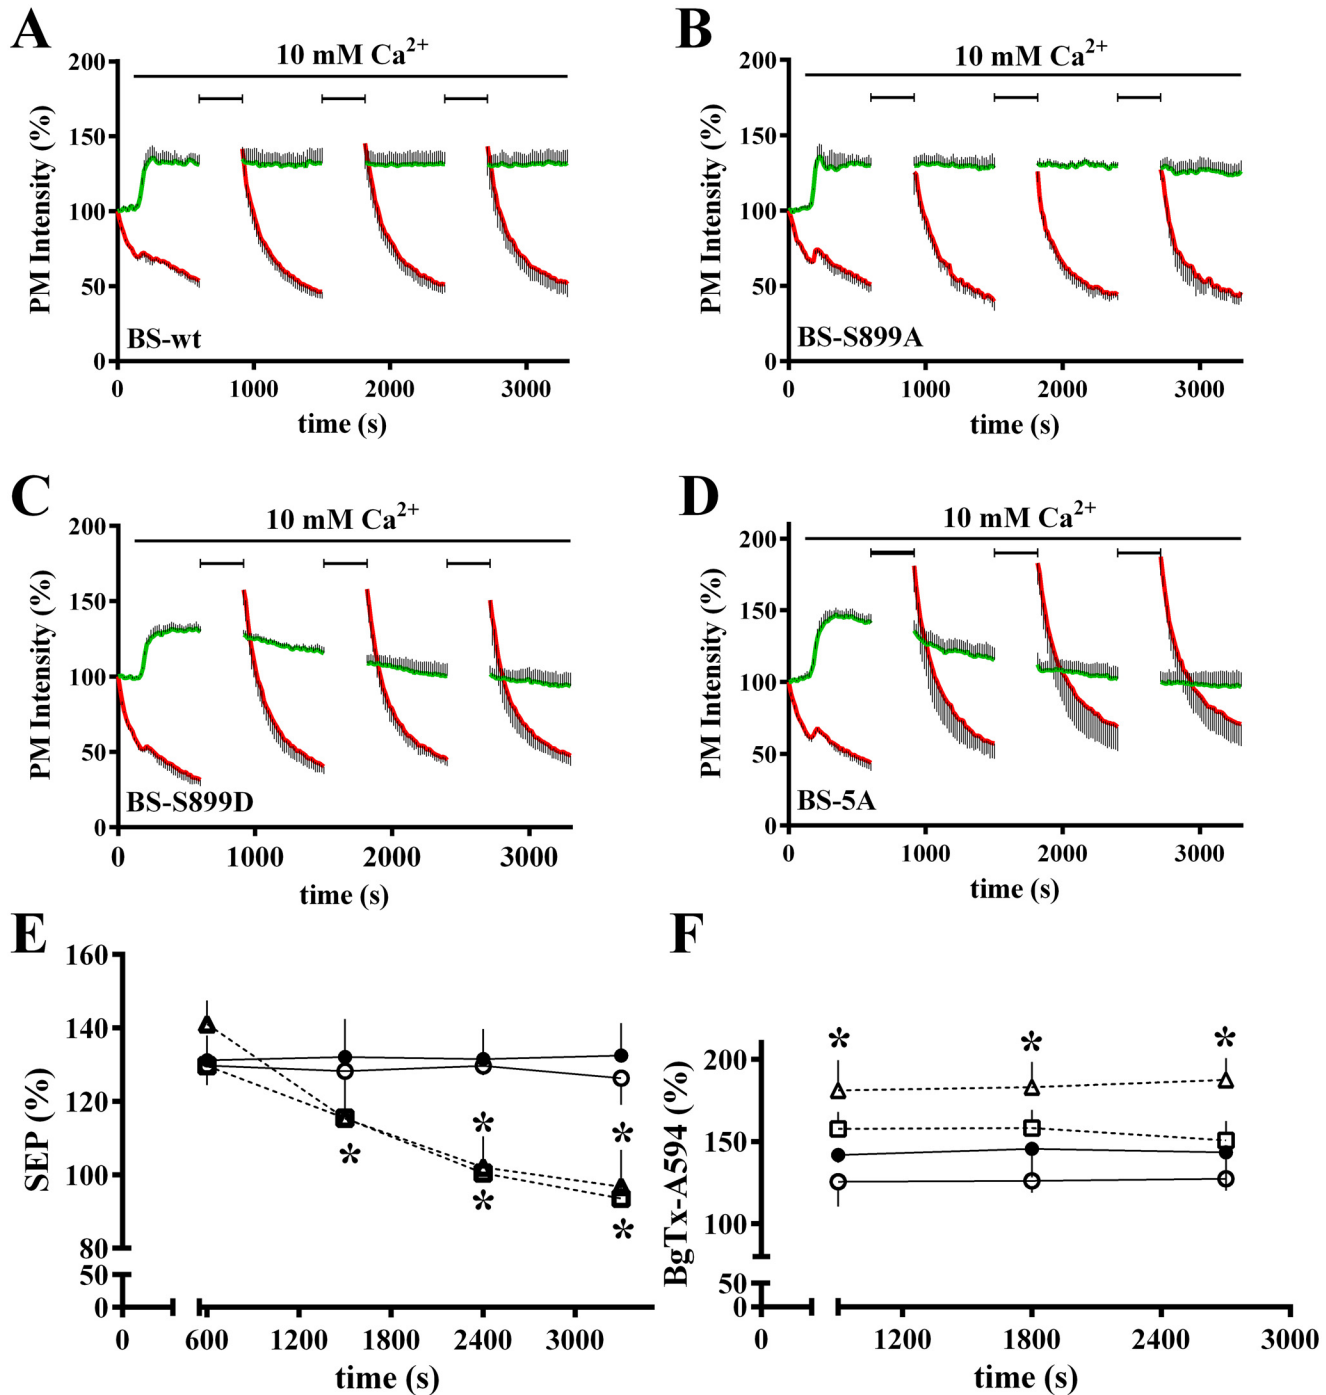 A
10 mM Ca²⁺
200
150
100
50
0
PM Intensity (%)
BS-wt
0 1000 2000 3000
time (s)
B
10 mM Ca²⁺
200
150
100
50
0
PM Intensity (%)
BS-S899A
0 1000 2000 3000
time (s)
C
10 mM Ca²⁺
200
150
100
50
0
PM Intensity (%)
BS-S899D
0 1000 2000 3000
time (s)
D
10 mM Ca²⁺
200
150
100
50
0
PM Intensity (%)
BS-5A
0 1000 2000 3000
time (s)
E
160
140
120
100
80
50
0
SEP (%)
* * * * *
0 600 1200 1800 2400 3000
time (s)
F
200
150
100
50
0
BgTx-A594 (%)
* * *
0 1200 1800 2400 3000
time (s)